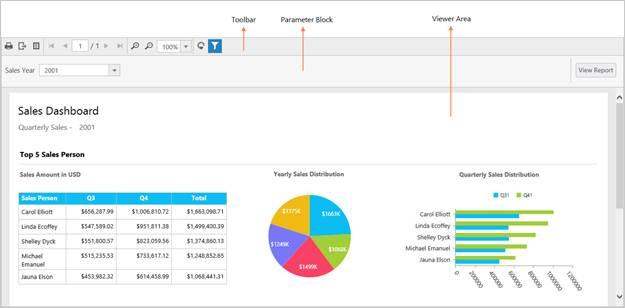 Toolbar
Parameter Block
Viewer Area
1 / 1
100%
Sales Year 2001
View Report
Sales Dashboard
Quarterly Sales - 2001
Top 5 Sales Person
Sales Amount in USD
Sales Person Q3 Q4 Total
Carol Elliott $656,287.99 $1,006,810.72 $1,663,098.71
Linda Ecoffey $547,589.02 $951,811.38 $1,499,400.39
Shelley Dyck $551,800.57 $823,059.56 $1,374,860.13
Michael
Emanuel $515,235.53 $733,617.12 $1,248,852.65
Jauna Elson $453,982.32 $614,458.99 $1,068,441.31
Yearly Sales Distribution
$1375K
$1663K
$1249K
$1499K
Quarterly Sales Distribution
Q31 Q41
Carol Elliott
Linda Ecoffey
Shelley Dyck
Michael Emanuel
Jauna Elson
0
200000
400000
600000
800000
1000000
1200000